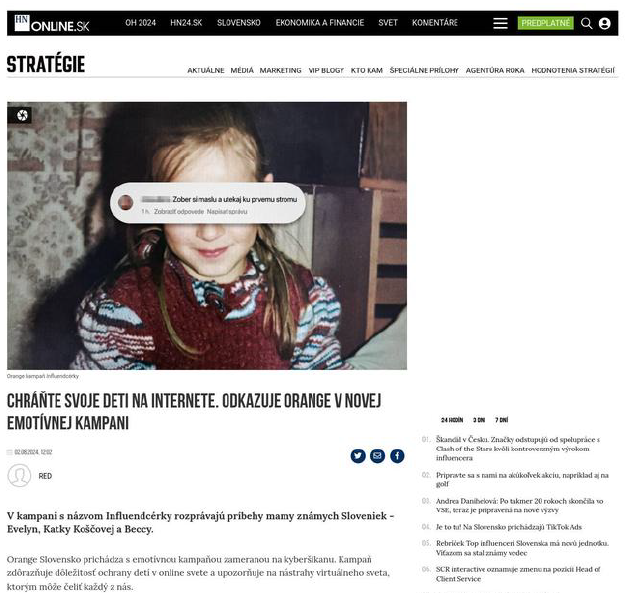 HN ONLINE.SK
OH 2024 HN24.SK SLOVENSKO EKONOMIKA A FINANCIE SVET KOMENTÁRE
PREDPLATNÉ
STRATÉGIE
AKTUÁLNE MÉDIÁ MARKETING VIP BLOGY KTO KAM ŠPECIÁLNE PRÍLOHY AGENTÚRA ROKA HODNOTENIA STRATÉGIÍ
Zober si maslu a utekaj ku prvemu stromu
1 h. Zobraziť odpovede Napísať správu
Orange kampaň Influendcérky
CHRÁŇTE SVOJE DETI NA INTERNETE. ODKAZUJE ORANGE V NOVEJ
EMOTÍVNEJ KAMPANI
02.08.2024, 12:02
RED
V kampani s názvom Influendcérky rozprávajú príbehy mamy známych Sloveniek –
Evelyn, Katky Koščovej a Beccy.
Orange Slovensko prichádza s emotívnou kampaňou zameranou na kyberšikanu. Kampaň
zdôrazňuje dôležitosť ochrany detí v online svete a upozorňuje na nástrahy virtuálneho sveta,
ktorým môže čeliť každý z nás.
24 HODÍN 3 DNI 7 DNÍ
01. Škandál v Česku. Značky odstupujú od spolupráce s
Clash of the Stars kvôli kontroverzným výrokom
influencera
02. Pripravte sa s nami na akúkoľvek akciu, napríklad aj na
golf
03. Andrea Danihelová: Po takmer 20 rokoch skončila vo
VSE, teraz je pripravená na nové výzvy
04. Je to tu! Na Slovensko prichádzajú TikTok Ads
05. Rebríček Top influenceri Slovenska má novú jednotku.
Víťazom sa stal známy vedec
06. SCR interactive oznamuje zmenu na pozícii Head of
Client Service